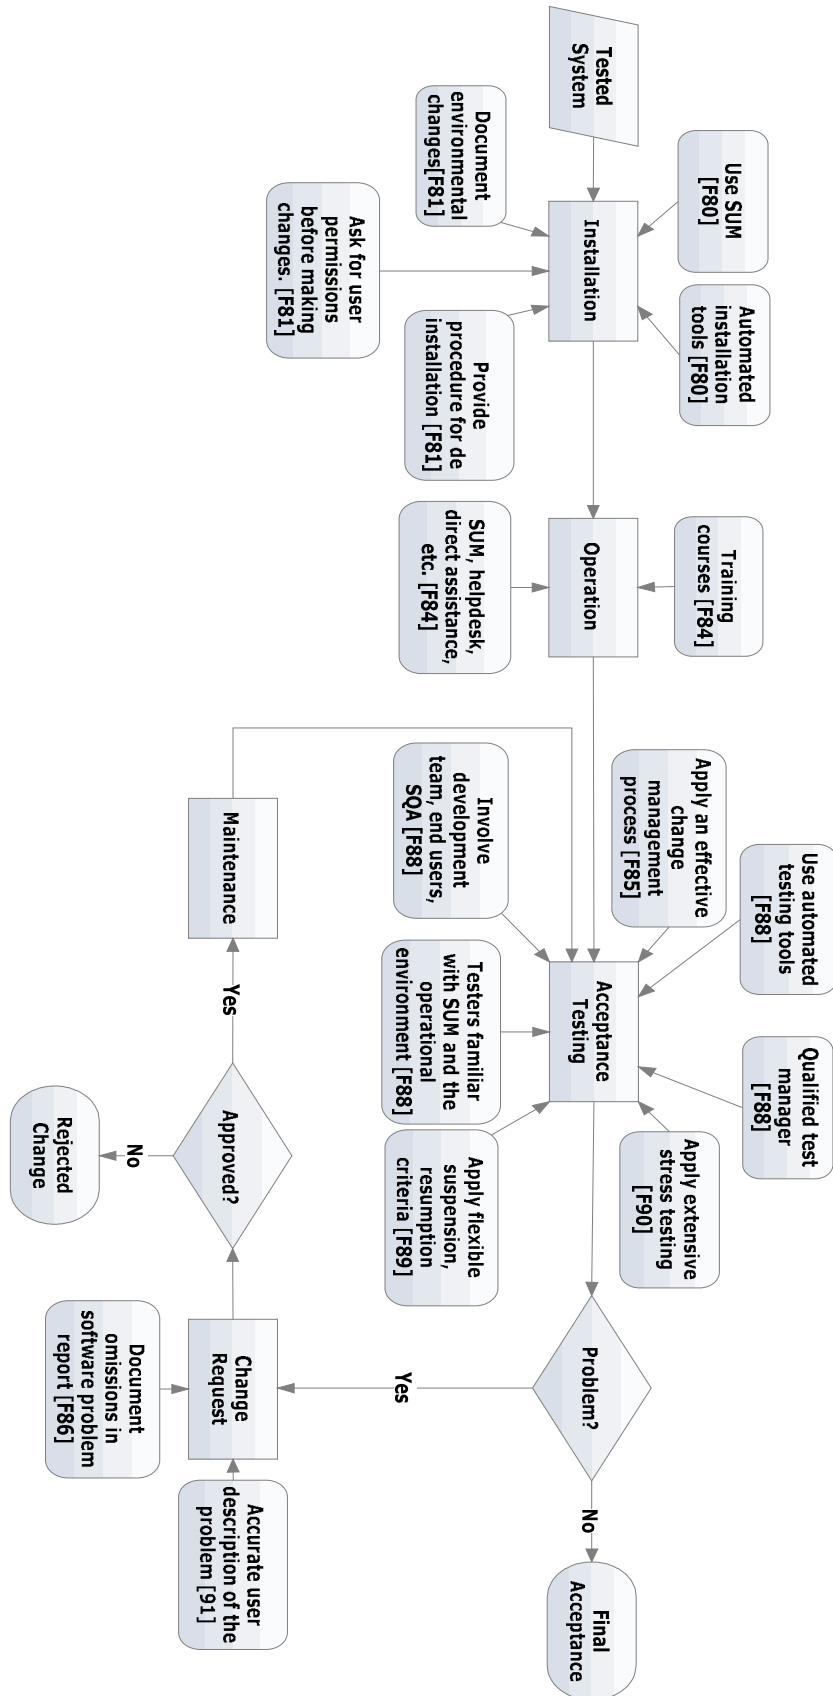 Tested
System
Use SUM
[F80]
Automated
installation
tools [F80]
Document
environmental
changes[F81]
Ask for user
permissions
before making
changes. [F81]
Provide
procedure for de
installation [F81]
Installation
Training
courses [F84]
Operation
SUM, helpdesk,
direct assistance,
etc. [F84]
Apply an effective
change
management
process [F85]
Use automated
testing tools
[F88]
Qualified test
manager
[F88]
Apply extensive
stress testing
[F90]
Acceptance
Testing
Involve
development
team, end users,
SQA [F88]
Testers familiar
with SUM and the
operational
environment [F88]
Apply flexible
suspension,
resumption
criteria [F89]
Problem?
No
Final
Acceptance
Yes
Maintenance
Yes
Approved?
No
Rejected
Change
Change
Request
Document
omissions in
software problem
report [F86]
Accurate user
description of the
problem [91]